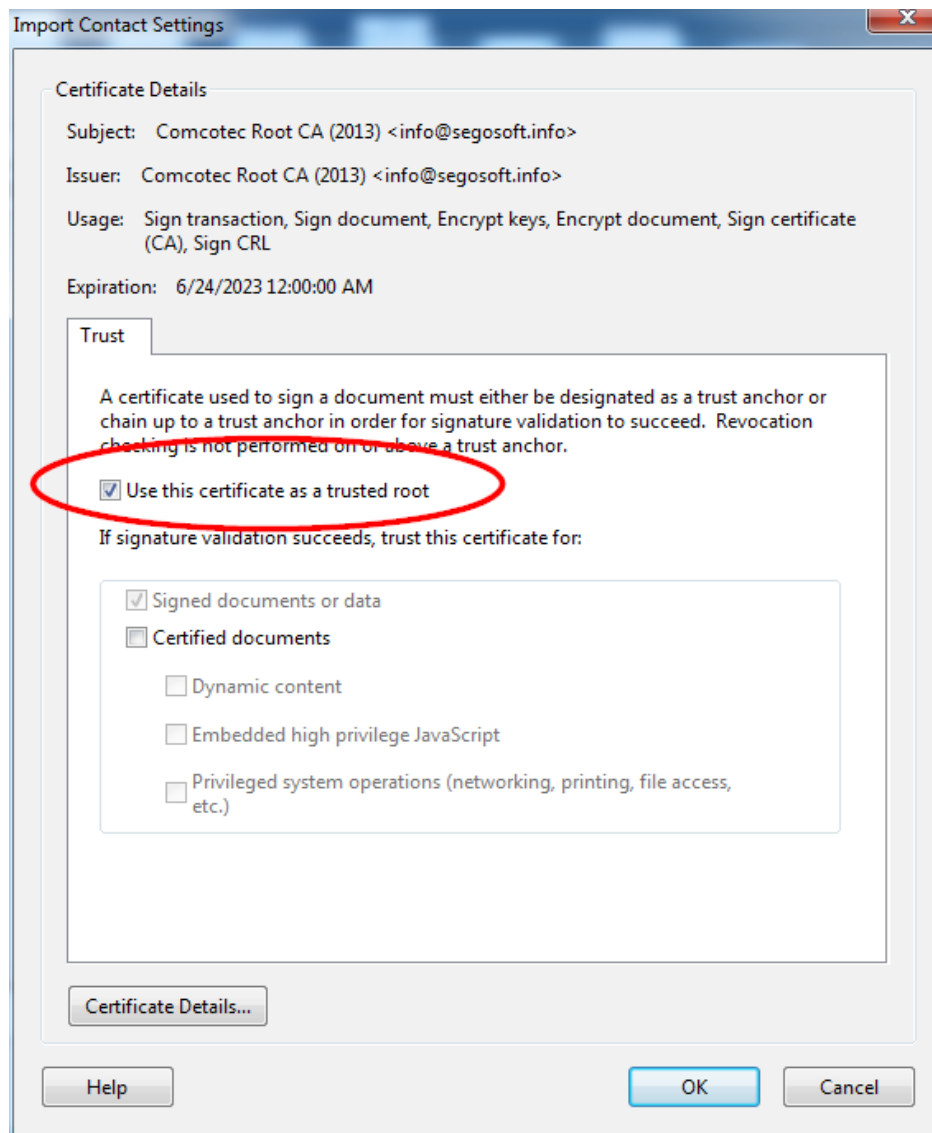 Import Contact Settings
Certificate Details
Subject: Comcotec Root CA (2013) <info@segosoft.info>
Issuer: Comcotec Root CA (2013) <info@segosoft.info>
Usage: Sign transaction, Sign document, Encrypt keys, Encrypt document, Sign certificate
(CA), Sign CRL
Expiration: 6/24/2023 12:00:00 AM
Trust
A certificate used to sign a document must either be designated as a trust anchor or
chain up to a trust anchor in order for signature validation to succeed. Revocation
checking is not performed on or above a trust anchor.
Use this certificate as a trusted root
If signature validation succeeds, trust this certificate for:
Signed documents or data
Certified documents
Dynamic content
Embedded high privilege JavaScript
Privileged system operations (networking, printing, file access,
etc.)
Certificate Details...
Help
OK
Cancel